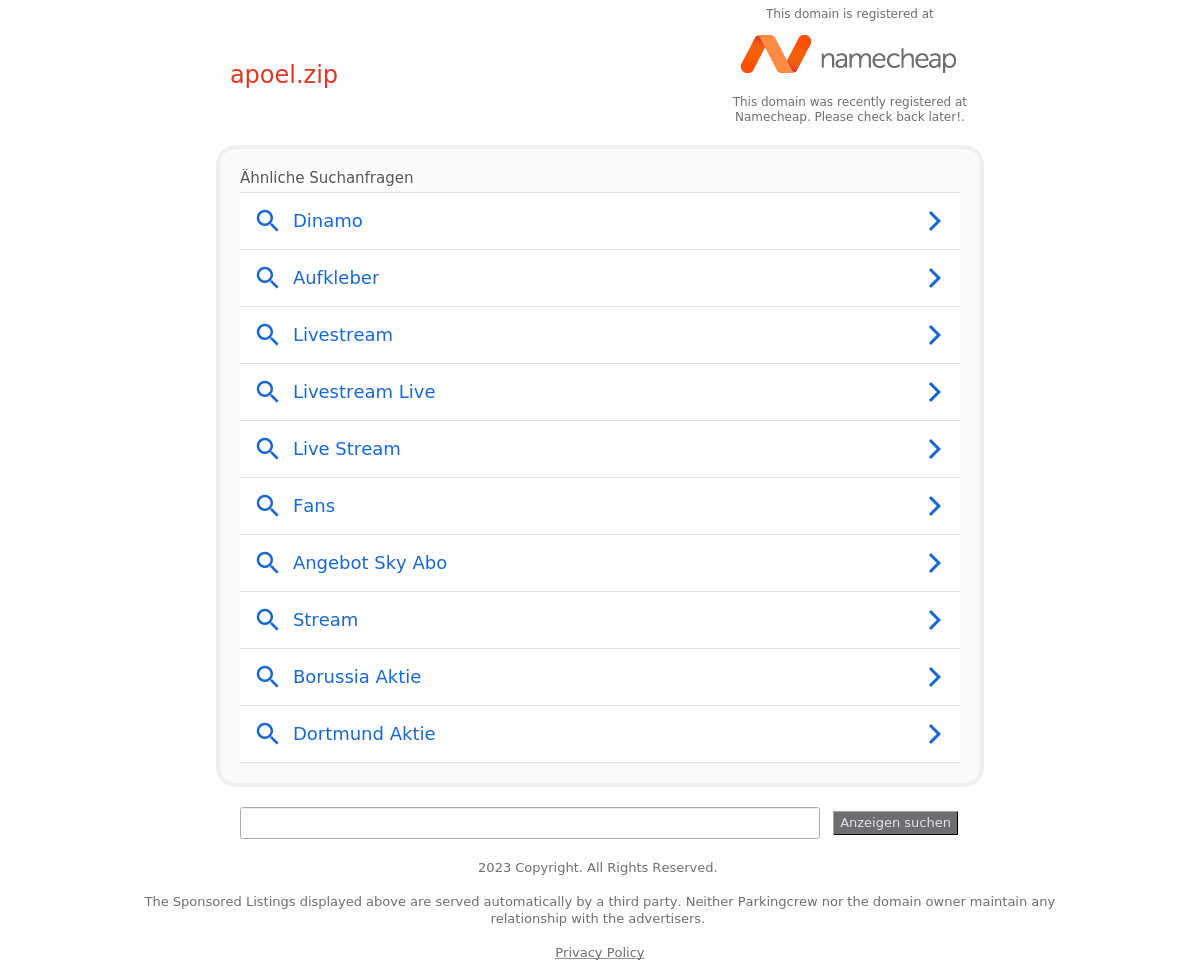 This domain is registered at
namecheap
apoel.zip
This domain was recently registered at
Namecheap. Please check back later!.
Ähnliche Suchanfragen
Dinamo
Aufkleber
Livestream
Livestream Live
Live Stream
Fans
Angebot Sky Abo
Stream
Borussia Aktie
Dortmund Aktie
Anzeigen suchen
2023 Copyright. All Rights Reserved.
The Sponsored Listings displayed above are served automatically by a third party. Neither Parkingcrew nor the domain owner maintain any
relationship with the advertisers.
Privacy Policy